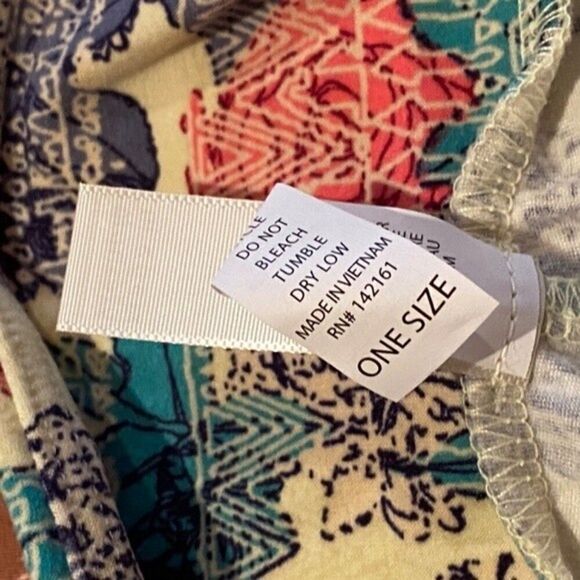 DO NOT
BLEACH
TUMBLE
DRY LOW
MADE IN VIETNAM
RN# 142161
ONE SIZE